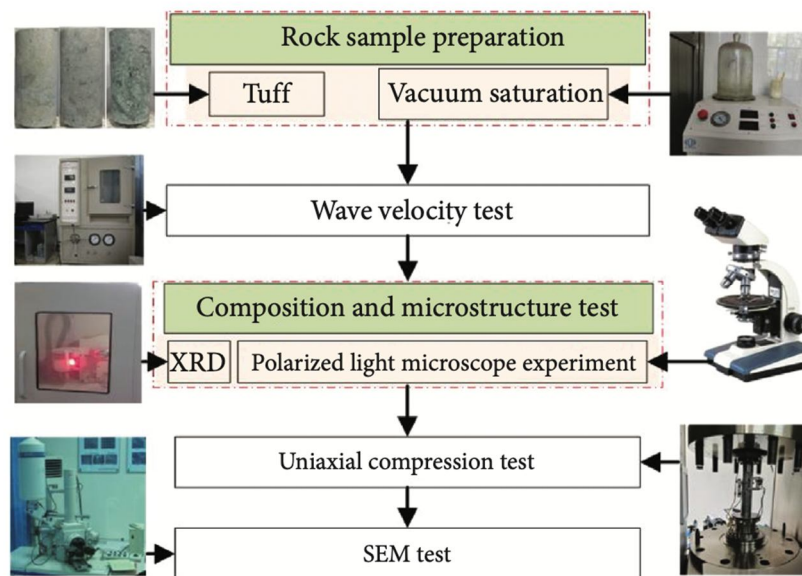 Rock sample preparation
Tuff
Vacuum saturation
Wave velocity test
Composition and microstructure test
XRD
Polarized light microscope experiment
Uniaxial compression test
SEM test